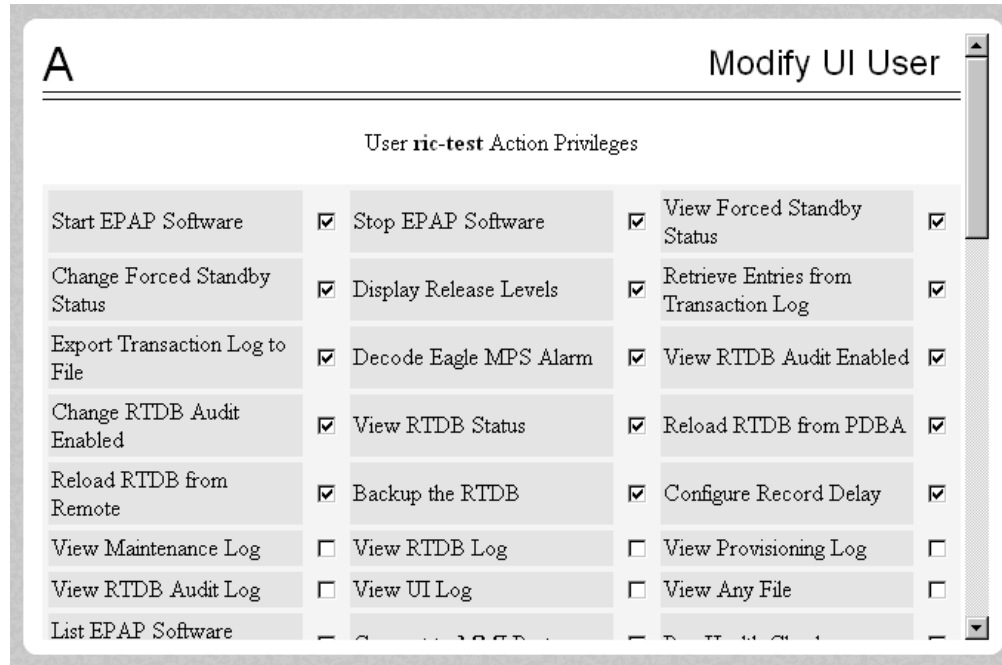 A
Modify UI User
User ric-test Action Privileges
Start EPAP Software
Stop EPAP Software
View Forced Standby
Status
Change Forced Standby
Status
Display Release Levels
Retrieve Entries from
Transaction Log
Export Transaction Log to
File
Decode Eagle MPS Alarm
View RTDB Audit Enabled
Change RTDB Audit
Enabled
View RTDB Status
Reload RTDB from PDBA
Reload RTDB from
Remote
Backup the RTDB
Configure Record Delay
View Maintenance Log
View RTDB Log
View Provisioning Log
View RTDB Audit Log
View UI Log
View Any File
List EPAP Software